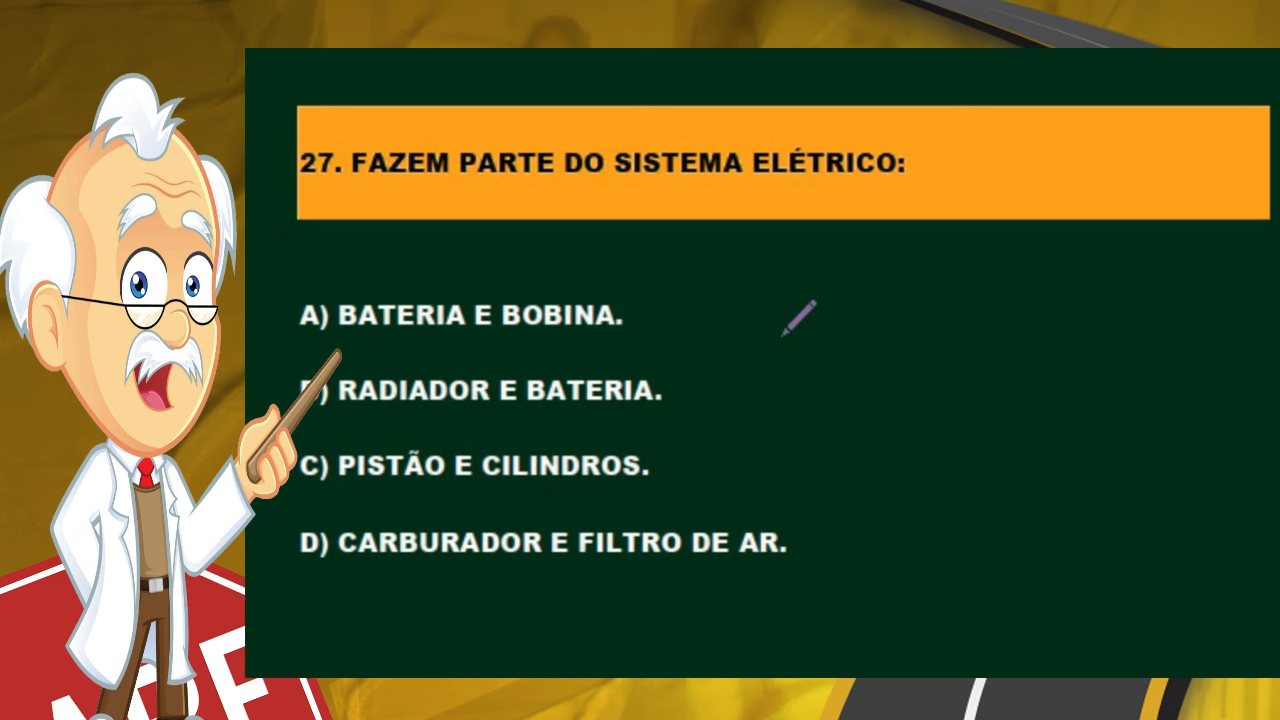 27. FAZEM PARTE DO SISTEMA ELÉTRICO:
A) BATERIA E BOBINA.
B) RADIADOR E BATERIA.
C) PISTÃO E CILINDROS.
D) CARBURADOR E FILTRO DE AR.